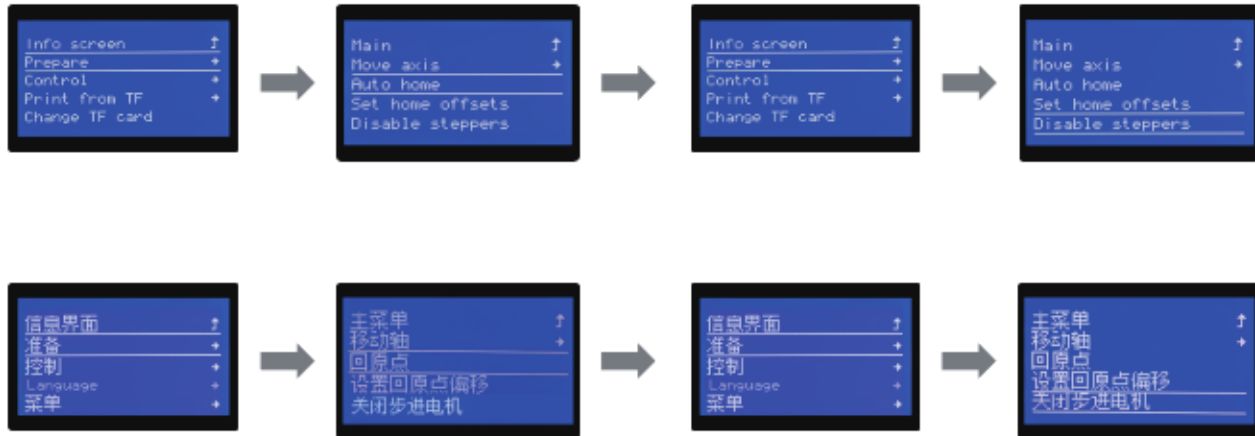 Info screen
Prepare
Control
Print from TF
Change TF card
Main
Move axis
Auto home
Set home offsets
Disable steppers
Info screen
Prepare
Control
Print from TF
Change TF card
Main
Move axis
Auto home
Set home offsets
Disable steppers
信息界面
准备
控制
Language
菜单
主菜单
移动轴
回原点
设置回原点偏移
关闭步进电机
信息界面
准备
控制
Language
菜单
主菜单
移动轴
回原点
设置回原点偏移
关闭步进电机